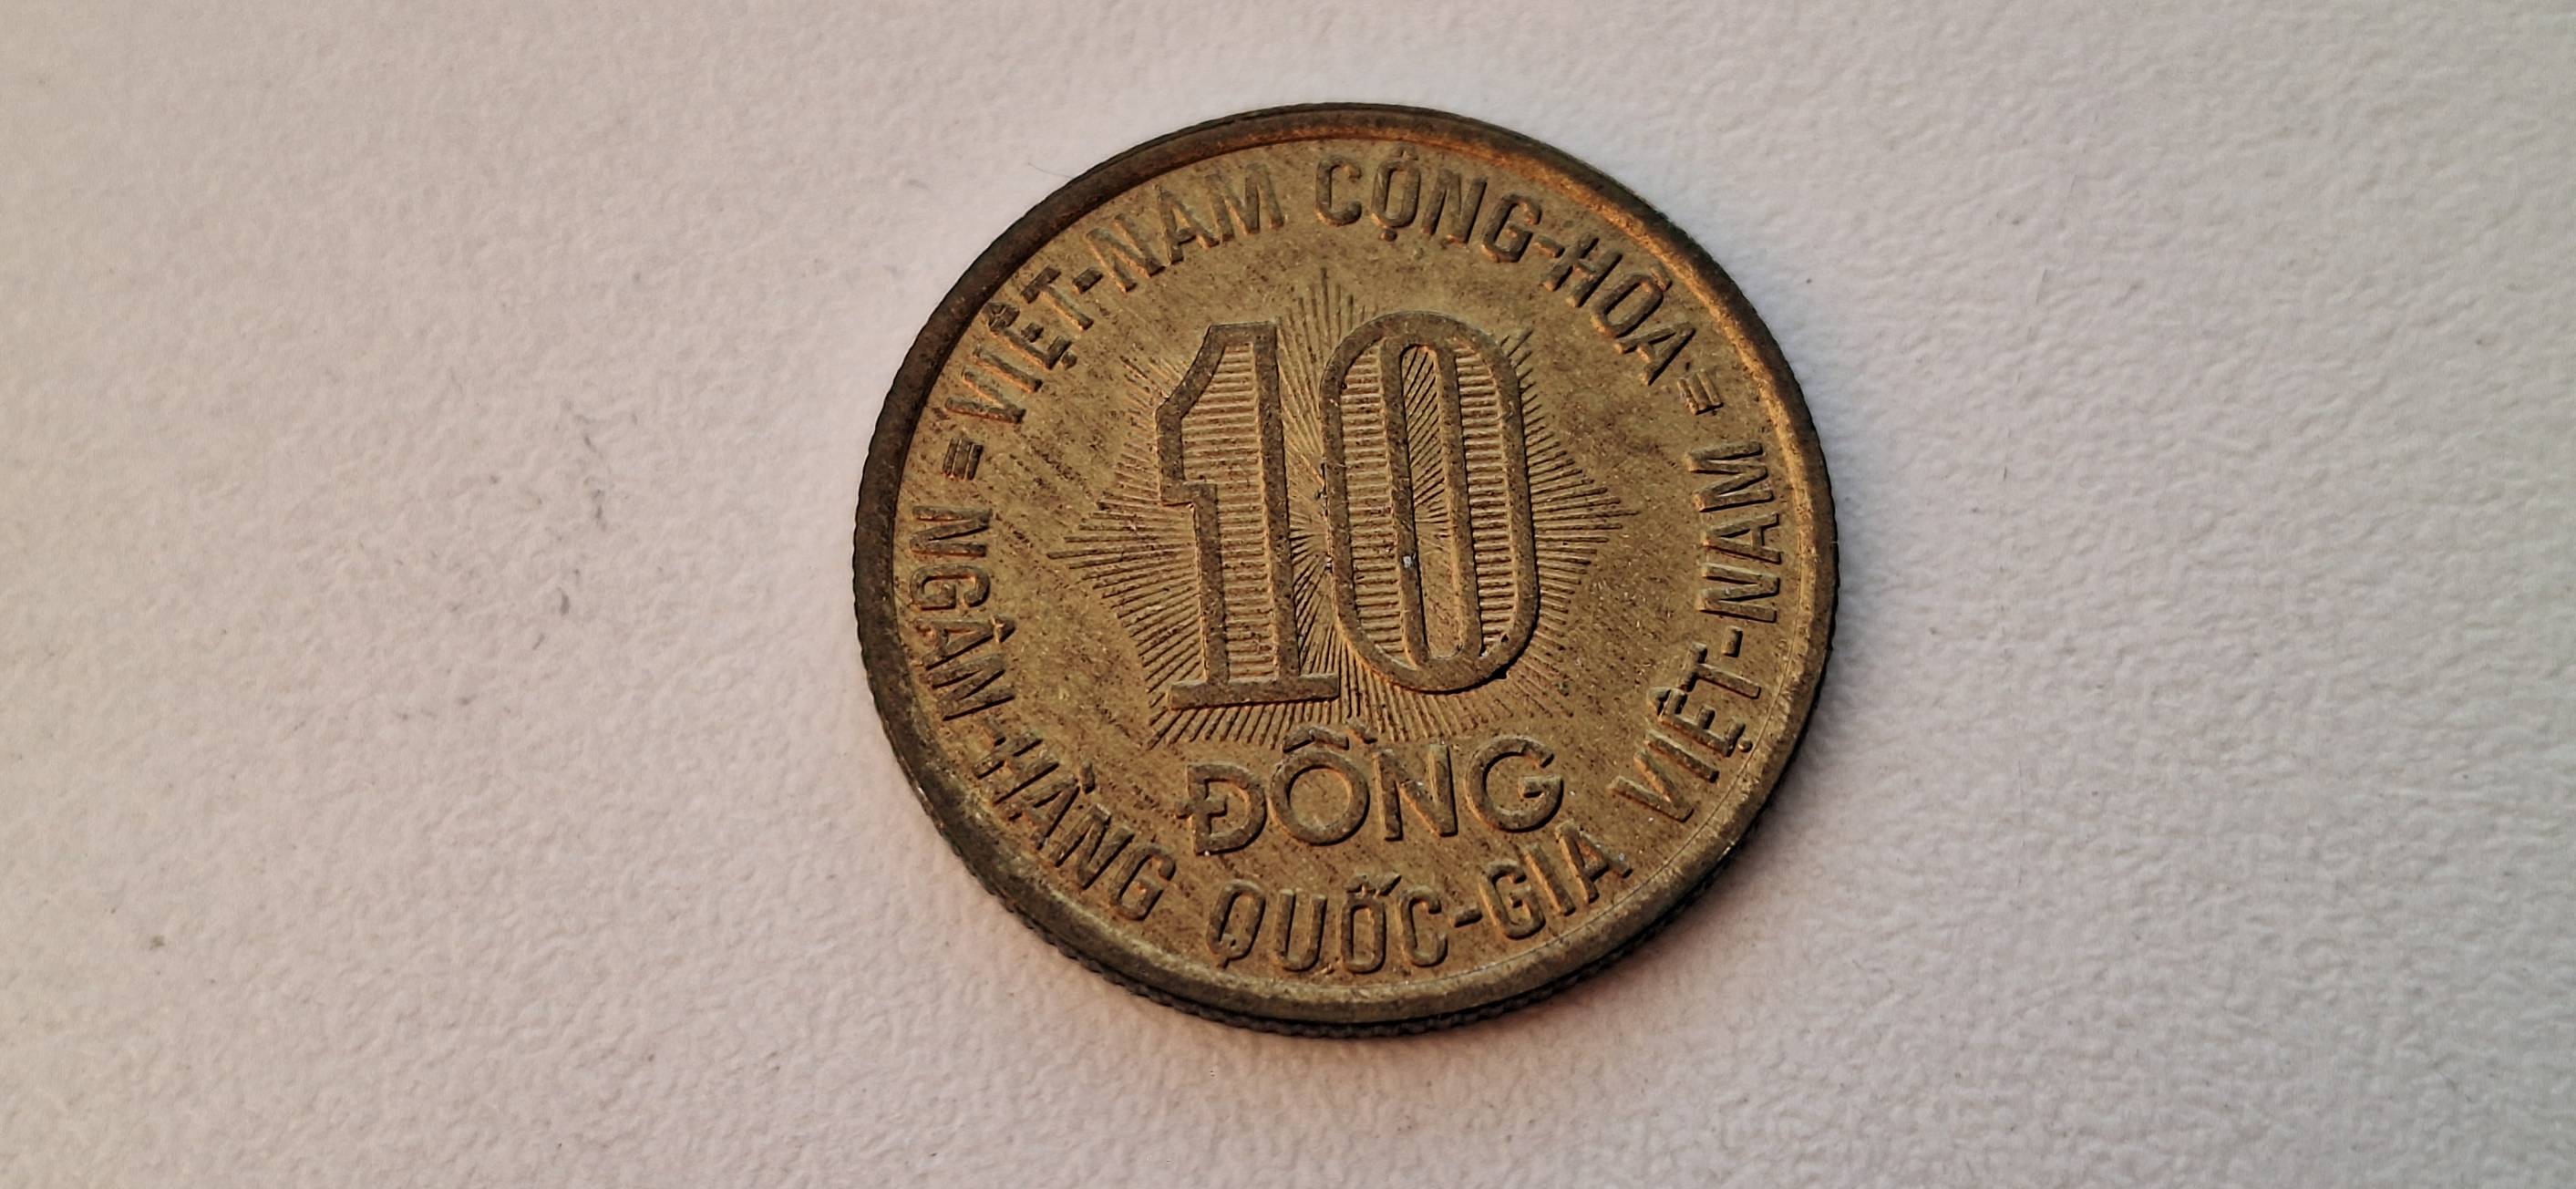 = VIỆT-NAM CỘNG-HÒA =
10
ĐỒNG
NGÂN-HÀNG QUỐC-GIA VIỆT-NAM